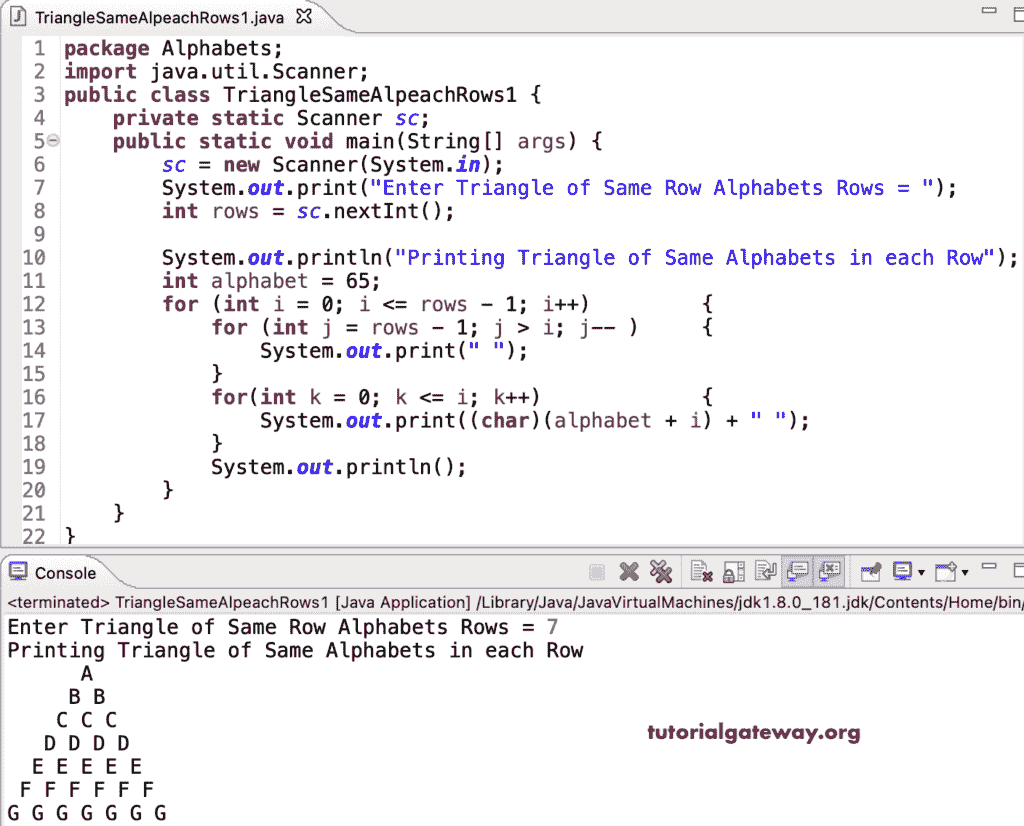 TriangleSameAlpeachRows1.java
1 package Alphabets;
2 import java.util.Scanner;
3 public class TriangleSameAlpeachRows1 {
4     private static Scanner sc;
5     public static void main(String[] args) {
6         sc = new Scanner(System.in);
7         System.out.print("Enter Triangle of Same Row Alphabets Rows = ");
8         int rows = sc.nextInt();
9
10         System.out.println("Printing Triangle of Same Alphabets in each Row");
11         int alphabet = 65;
12         for (int i = 0; i <= rows - 1; i++)         {
13             for (int j = rows - 1; j > i; j-- )     {
14                 System.out.print(" ");
15             }
16             for(int k = 0; k <= i; k++)             {
17                 System.out.print((char)(alphabet + i) + " ");
18             }
19             System.out.println();
20         }
21     }
22 }
Console
<terminated> TriangleSameAlpeachRows1 [Java Application] /Library/Java/JavaVirtualMachines/jdk1.8.0_181.jdk/Contents/Home/bin/
Enter Triangle of Same Row Alphabets Rows = 7
Printing Triangle of Same Alphabets in each Row
      A
     B B
    C C C
   D D D D
  E E E E E
 F F F F F F
G G G G G G G
tutorialgateway.org